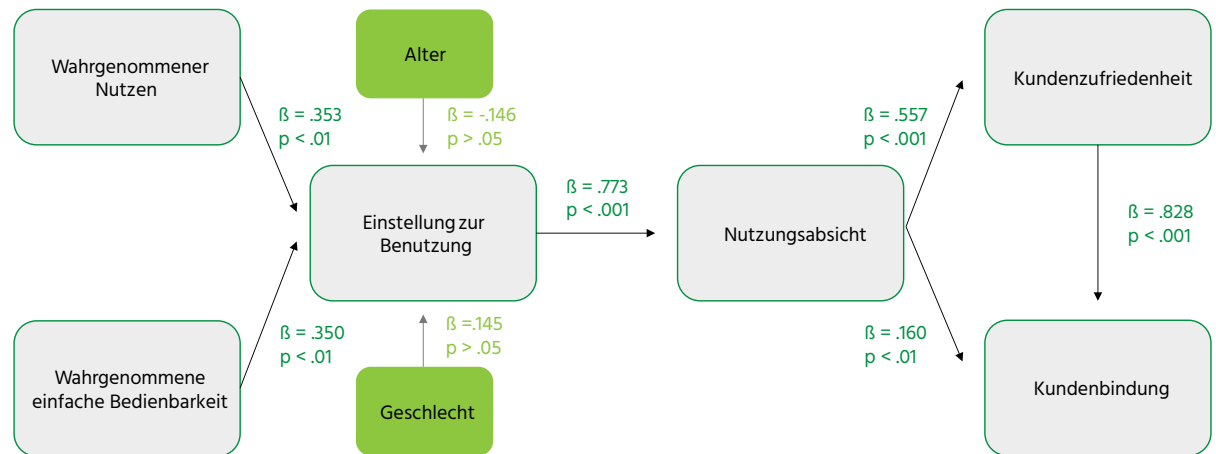 Wahrgenommener
Nutzen
Alter
Kundenzufriedenheit
ß = .353
p < .01
ß = -.146
p > .05
ß = .557
p < .001
Einstellung zur
Benutzung
ß = .773
p < .001
Nutzungsabsicht
ß = .828
p < .001
ß = .350
p < .01
ß =.145
p > .05
ß = .160
p < .01
Wahrgenommene
einfache Bedienbarkeit
Geschlecht
Kundenbindung